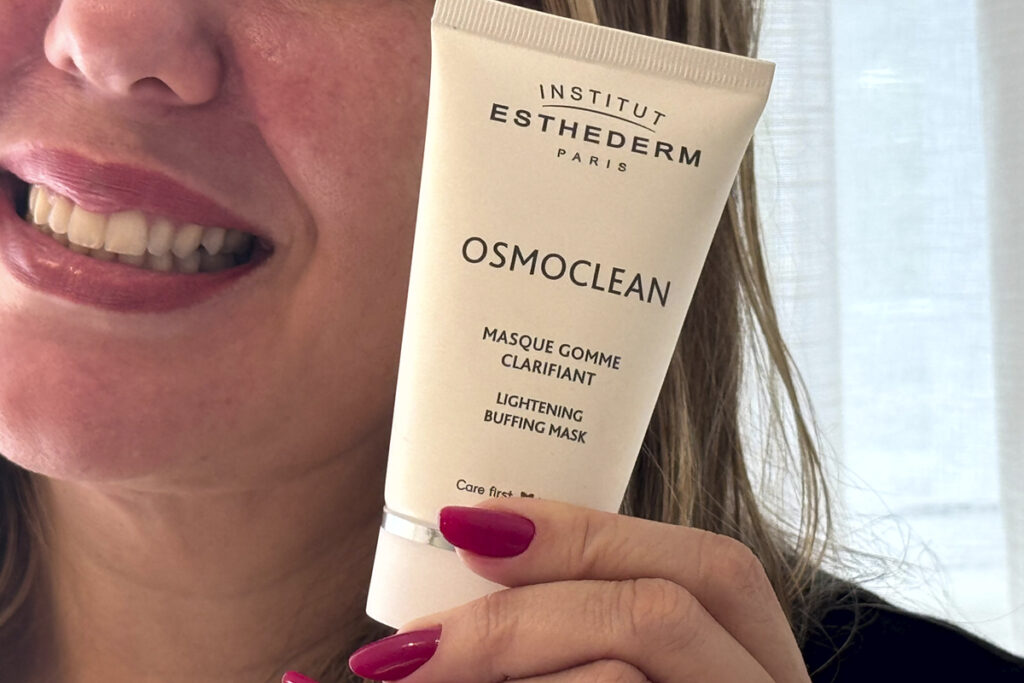 INSTITUT
ESTHEDERM
PARIS
OSMOCLEAN
MASQUE GOMME
CLARIFIANT
LIGHTENING
BUFFING MASK
Care first